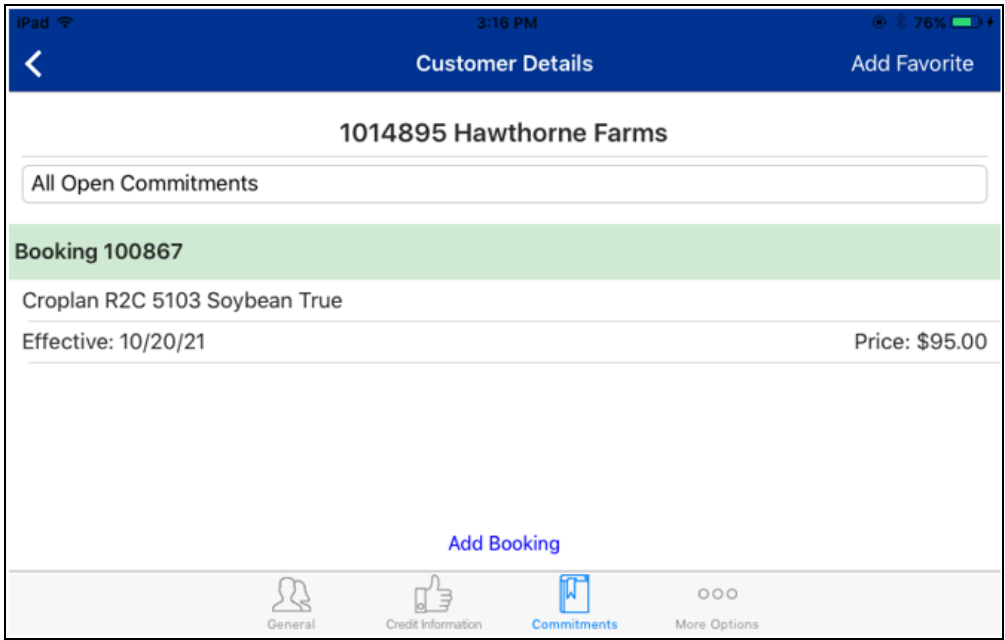 iPad 3:16 PM 76%
Customer Details Add Favorite
1014895 Hawthorne Farms
All Open Commitments
Booking 100867
Croplan R2C 5103 Soybean True
Effective: 10/20/21 Price: $95.00
Add Booking
General Credit Information Commitments More Options